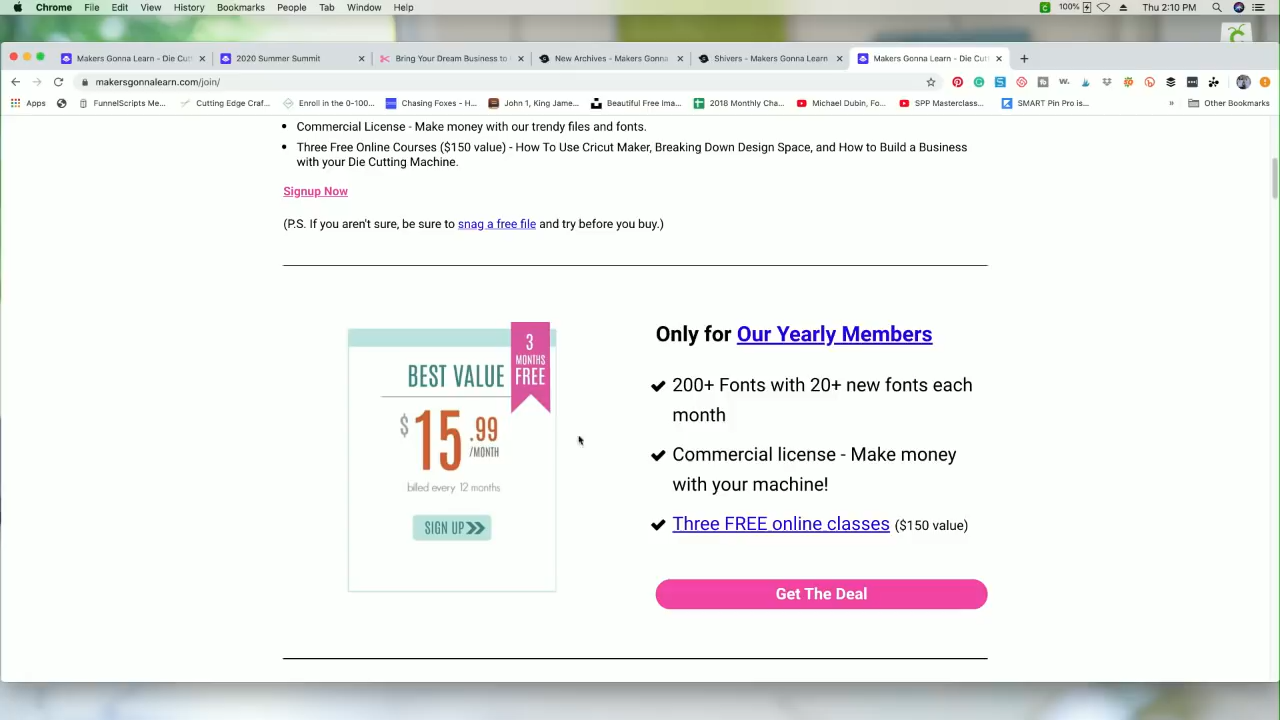 Chrome File Edit View History Bookmarks People Tab Window Help 100% Thu 2:10 PM
Makers Gonna Learn - Die Cut 2020 Summer Summit Bring Your Dream Business to New Archives - Makers Gonna Shivers - Makers Gonna Learn Makers Gonna Learn - Die Cut
makersgonnalearn.com/join/
Apps FunnelScripts Me... Cutting Edge Craf... Enroll in the 0-100... Chasing Foxes - H... John 1, King Jame... Beautiful Free Ima... 2018 Monthly Cha... Michael Dubin, Fo... SPP Masterclass... SMART Pin Pro is... » Other Bookmarks
• Commercial License - Make money with our trendy files and fonts.
• Three Free Online Courses ($150 value) - How To Use Cricut Maker, Breaking Down Design Space, and How to Build a Business
with your Die Cutting Machine.
Signup Now
(P.S. If you aren't sure, be sure to snag a free file and try before you buy.)
3
MONTHS
FREE
BEST VALUE
$15.99
/MONTH
billed every 12 months
SIGN UP
Only for Our Yearly Members
200+ Fonts with 20+ new fonts each
month
Commercial license - Make money
with your machine!
Three FREE online classes ($150 value)
Get The Deal